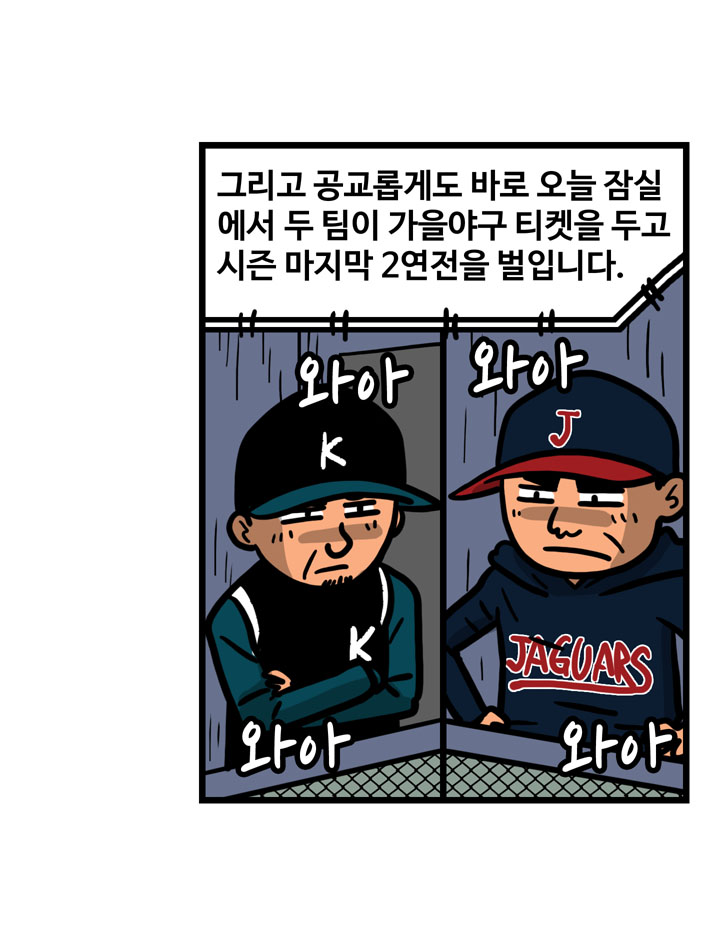 그리고 공교롭게도 바로 오늘 잠실
에서 두 팀이 가을야구 티켓을 두고
시즌 마지막 2연전을 벌입니다.
와아
와아
K
J
K
JAGUARS
와아
와아